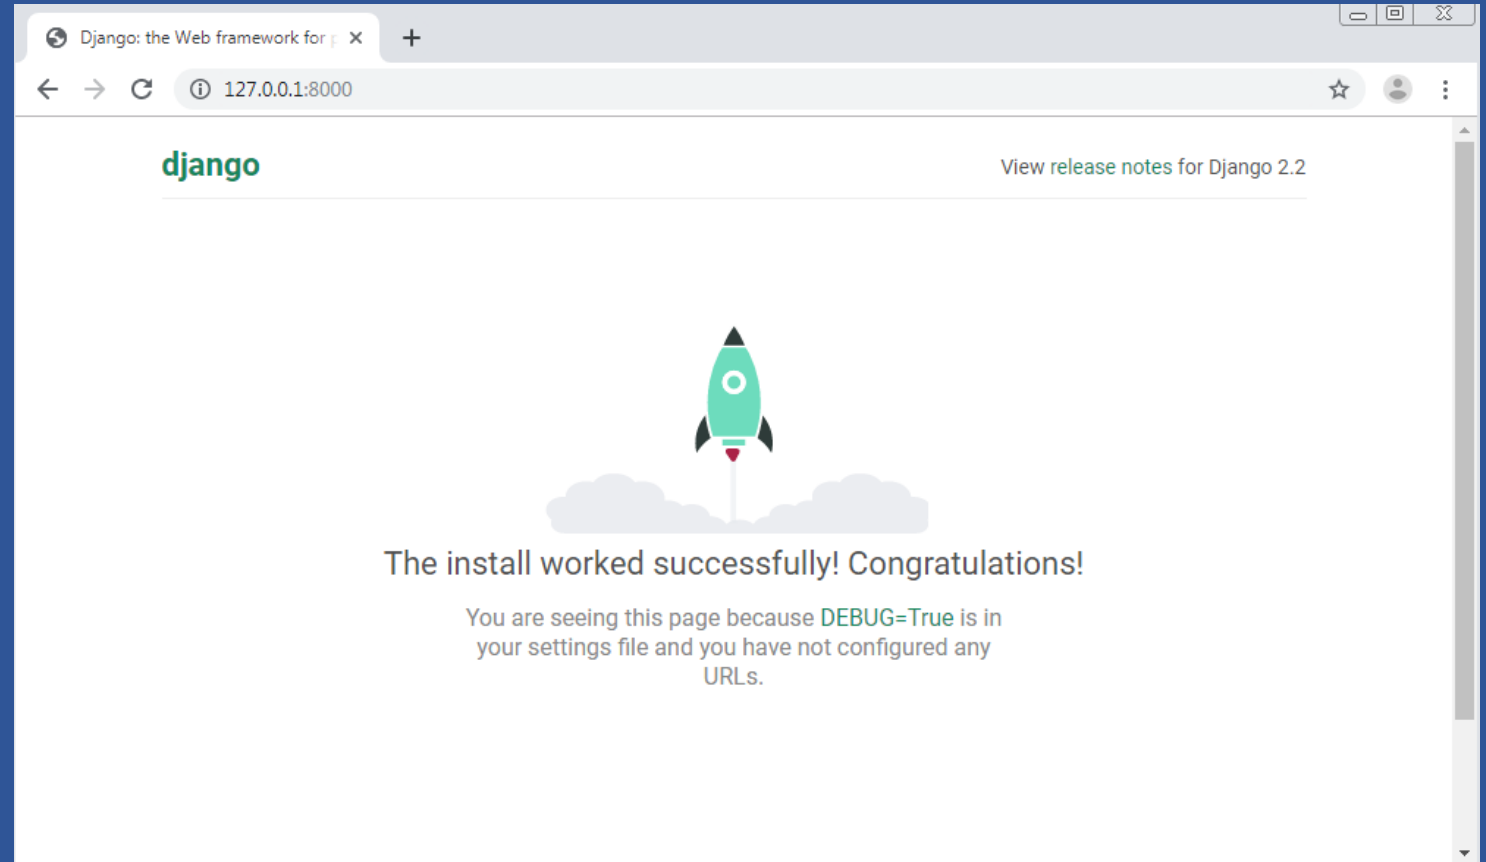 Django: the Web framework for p
127.0.0.1:8000
django
View release notes for Django 2.2
The install worked successfully! Congratulations!
You are seeing this page because DEBUG=True is in
your settings file and you have not configured any
URLs.